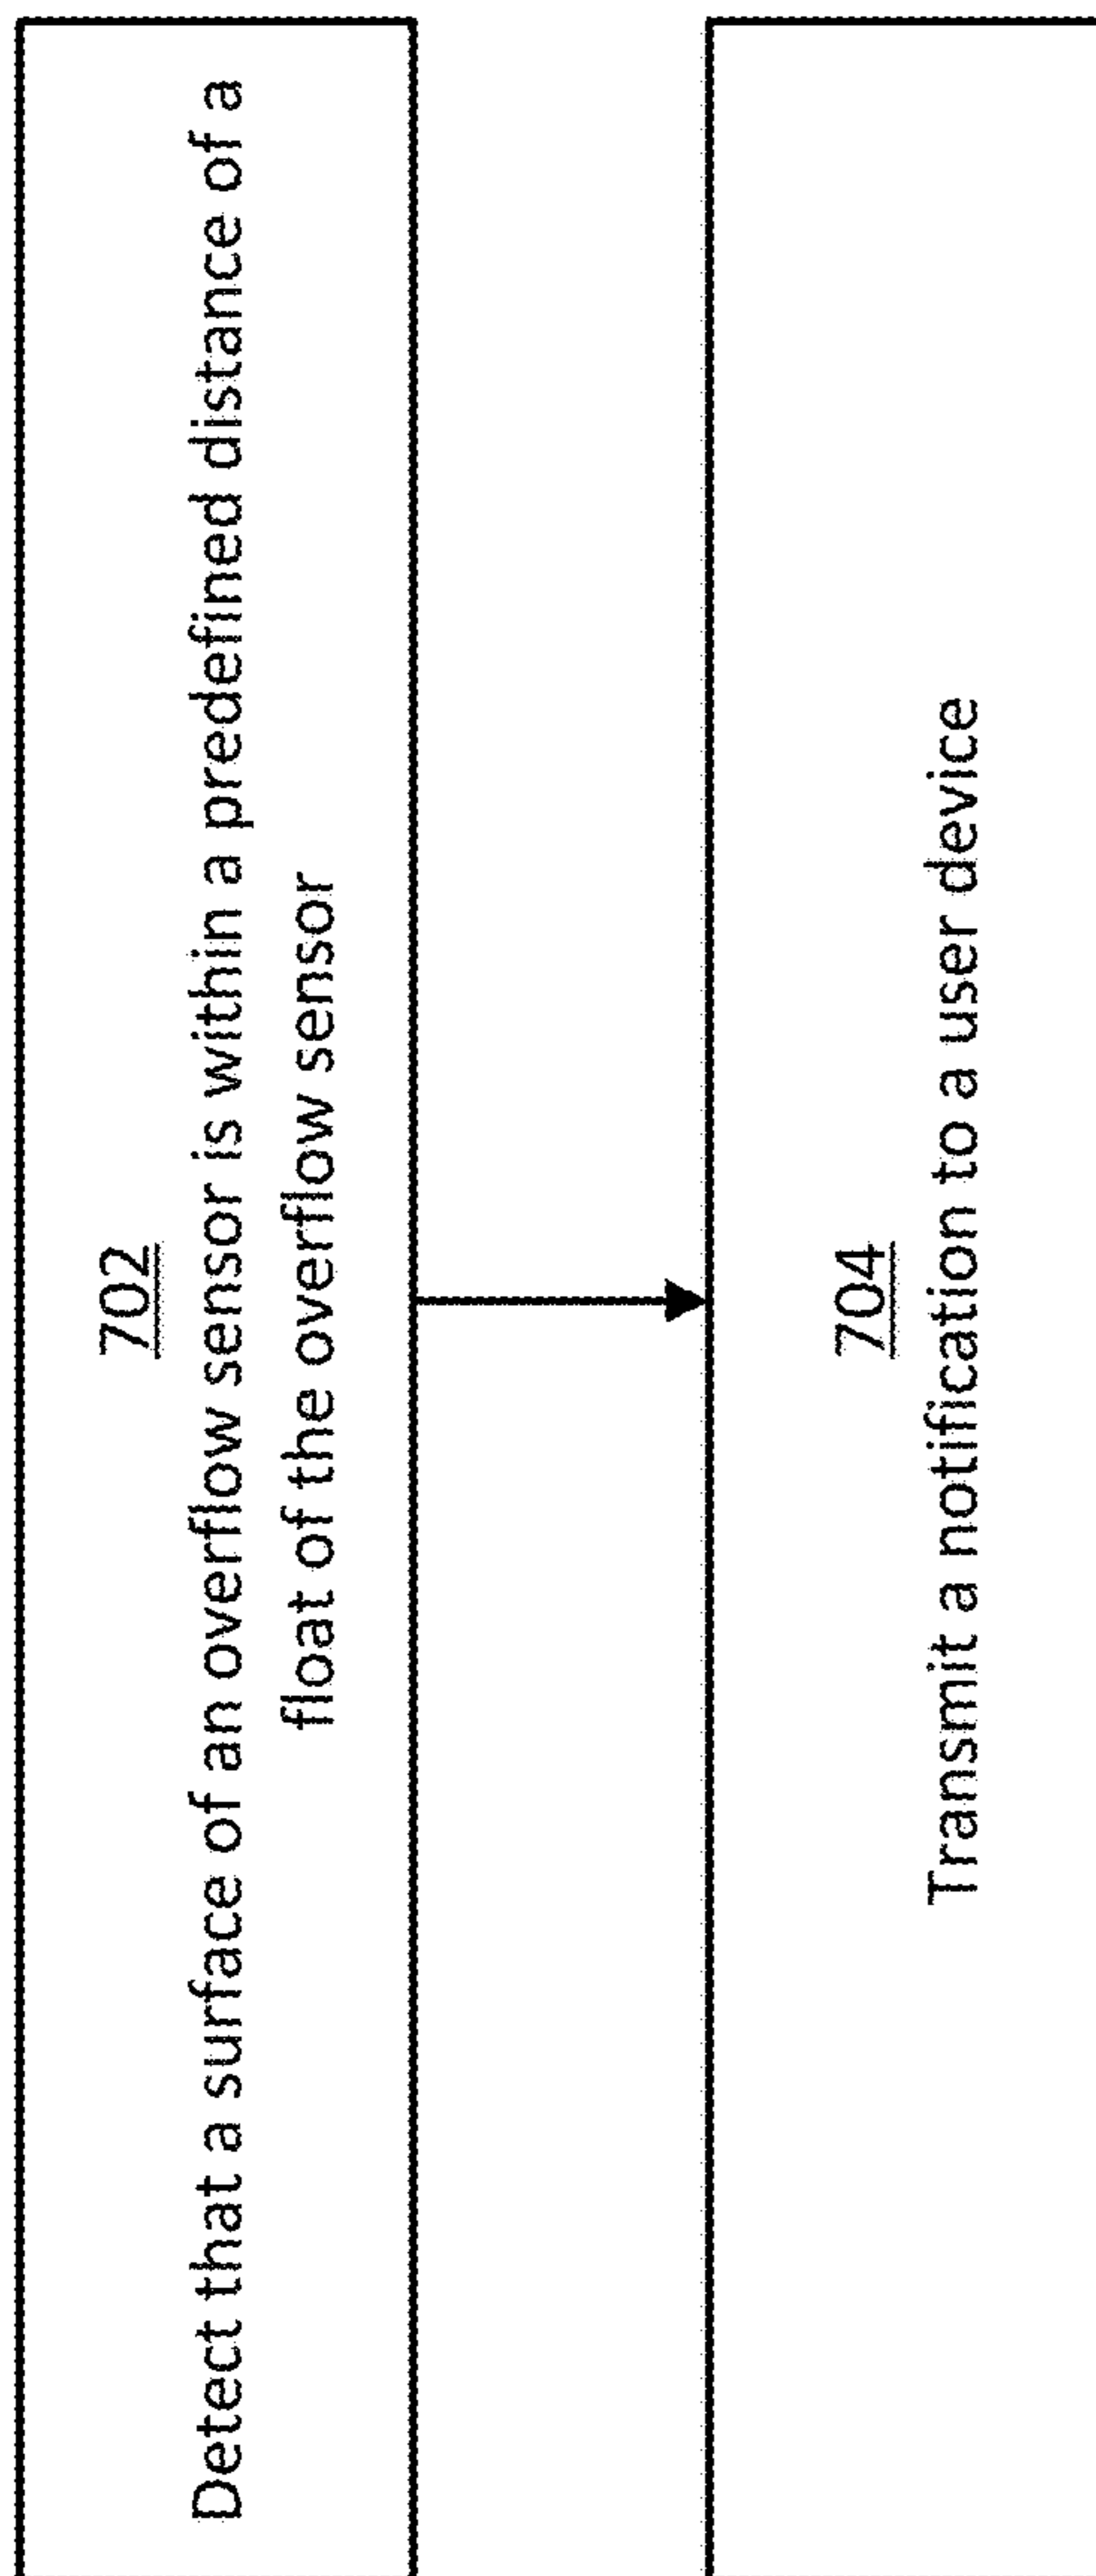 702
Detect that a surface of an overflow sensor is within a predefined distance of a
float of the overflow sensor
704
Transmit a notification to a user device